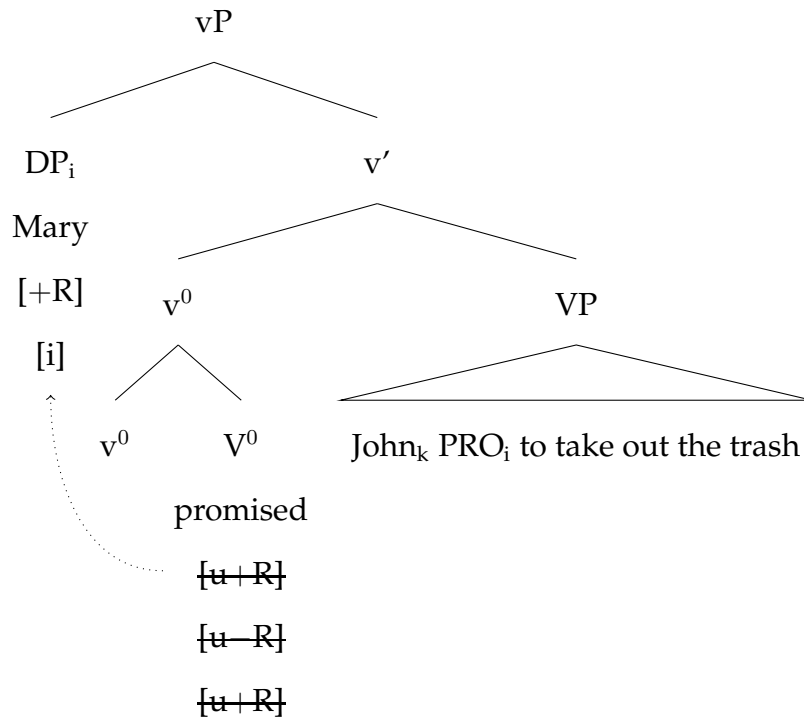 vP
DPᵢ v′
Mary
[+R] v⁰ VP
[i]
v⁰ V⁰ Johnₖ PROᵢ to take out the trash
promised
[u+R]
[u−R]
[u+R]